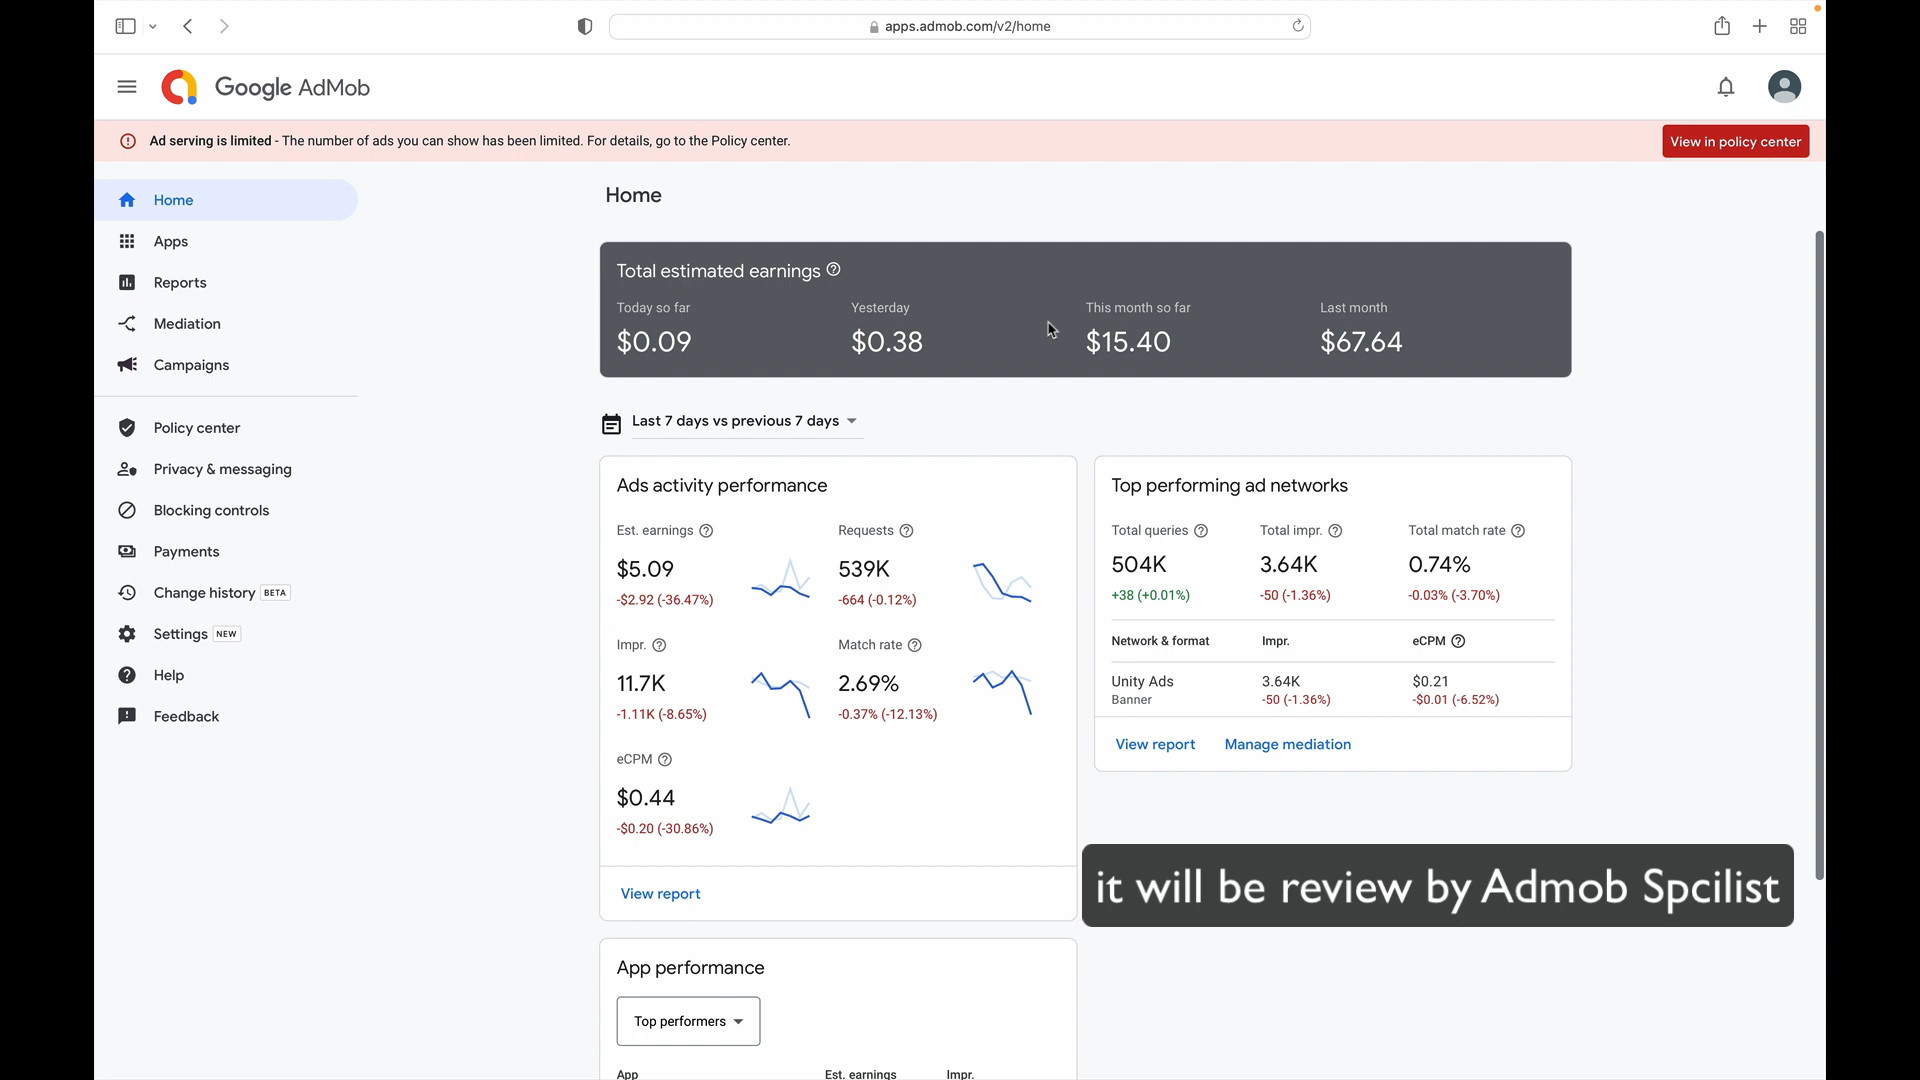 apps.admob.com/v2/home
Google AdMob
Ad serving is limited - The number of ads you can show has been limited. For details, go to the Policy center.
View in policy center
Home
Apps
Reports
Mediation
Campaigns
Policy center
Privacy & messaging
Blocking controls
Payments
Change history BETA
Settings NEW
Help
Feedback
Home
Total estimated earnings
Today so far Yesterday This month so far Last month
$0.09 $0.38 $15.40 $67.64
Last 7 days vs previous 7 days
Ads activity performance
Est. earnings Requests
$5.09 539K
-$2.92 (-36.47%) -664 (-0.12%)
Impr. Match rate
11.7K 2.69%
-1.11K (-8.65%) -0.37% (-12.13%)
eCPM
$0.44
-$0.20 (-30.86%)
View report
Top performing ad networks
Total queries Total impr. Total match rate
504K 3.64K 0.74%
+38 (+0.01%) -50 (-1.36%) -0.03% (-3.70%)
Network & format Impr. eCPM
Unity Ads 3.64K $0.21
Banner -50 (-1.36%) -$0.01 (-6.52%)
View report Manage mediation
it will be review by Admob Spcilist
App performance
Top performers
App Est. earnings Impr.